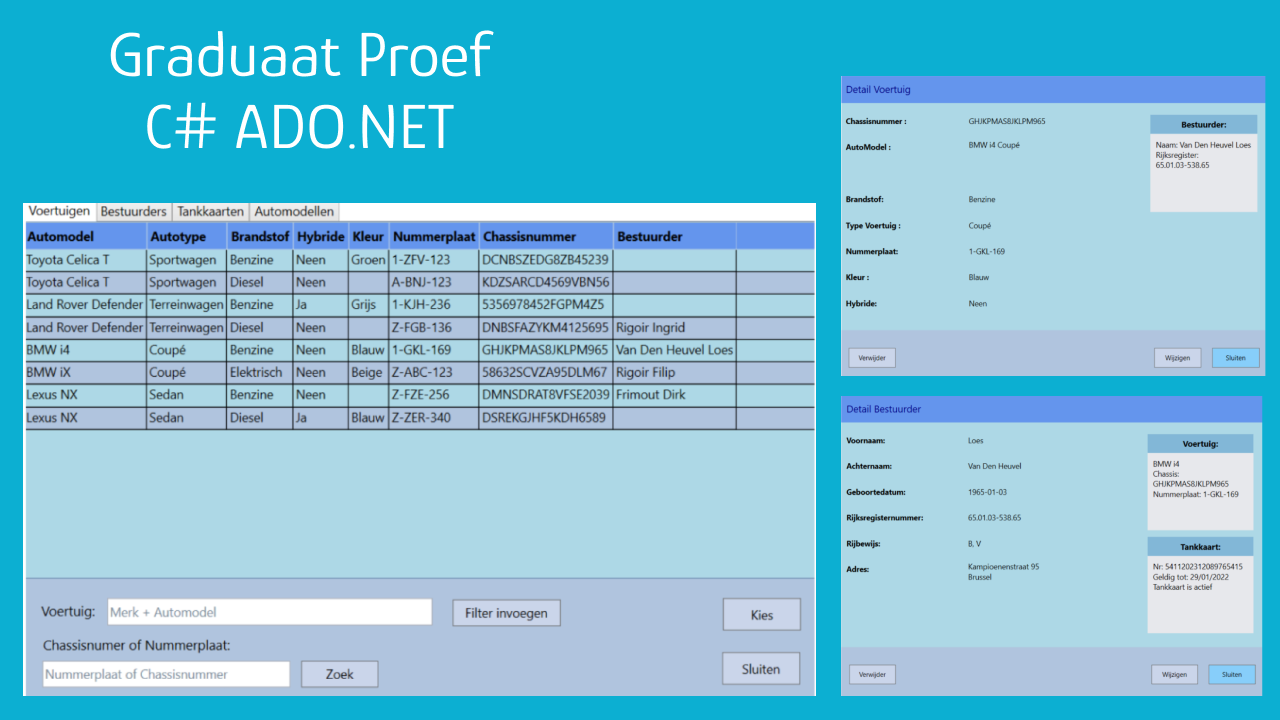 Graduaat Proef
C# ADO.NET
Voertuigen Bestuurders Tankkaarten Automodellen
Automodel Autotype Brandstof Hybride Kleur Nummerplaat Chassisnummer Bestuurder
Toyota Celica T Sportwagen Benzine Neen Groen 1-ZFV-123 DCNBSZEDG8ZB45239
Toyota Celica T Sportwagen Diesel Neen A-BNJ-123 KDZSARCD4569VBN56
Land Rover Defender Terreinwagen Benzine Ja Grijs 1-KJH-236 5356978452FGPM4Z5
Land Rover Defender Terreinwagen Diesel Neen Z-FGB-136 DNBSFAZYKM4125695 Rigoir Ingrid
BMW i4 Coupé Benzine Neen Blauw 1-GKL-169 GHJKPMAS8JKLPM965 Van Den Heuvel Loes
BMW iX Coupé Elektrisch Neen Beige Z-ABC-123 58632SCVZA95DLM67 Rigoir Filip
Lexus NX Sedan Benzine Neen Z-FZE-256 DMNSDRAT8VFSE2039 Frimout Dirk
Lexus NX Sedan Diesel Ja Blauw Z-ZER-340 DSREKGJHF5KDH6589
Voertuig: Merk + Automodel Filter invoegen Kies
Chassisnumer of Nummerplaat:
Nummerplaat of Chassisnummer Zoek Sluiten
Detail Voertuig
Chassisnummer : GHJKPMAS8JKLPM965
AutoModel : BMW i4 Coupé
Brandstof: Benzine
Type Voertuig : Coupé
Nummerplaat: 1-GKL-169
Kleur : Blauw
Hybride: Neen
Bestuurder:
Naam: Van Den Heuvel Loes
Rijksregister:
65.01.03-538.65
Verwijder Wijzigen Sluiten
Detail Bestuurder
Voornaam: Loes
Achternaam: Van Den Heuvel
Geboortedatum: 1965-01-03
Rijksregisternummer: 65.01.03-538.65
Rijbewijs: B, V
Adres: Kampioenenstraat 95
Brussel
Voertuig:
BMW i4
Chassis:
GHJKPMAS8JKLPM965
Nummerplaat: 1-GKL-169
Tankkaart:
Nr: 5411202312089765415
Geldig tot: 29/01/2022
Tankkaart is actief
Verwijder Wijzigen Sluiten